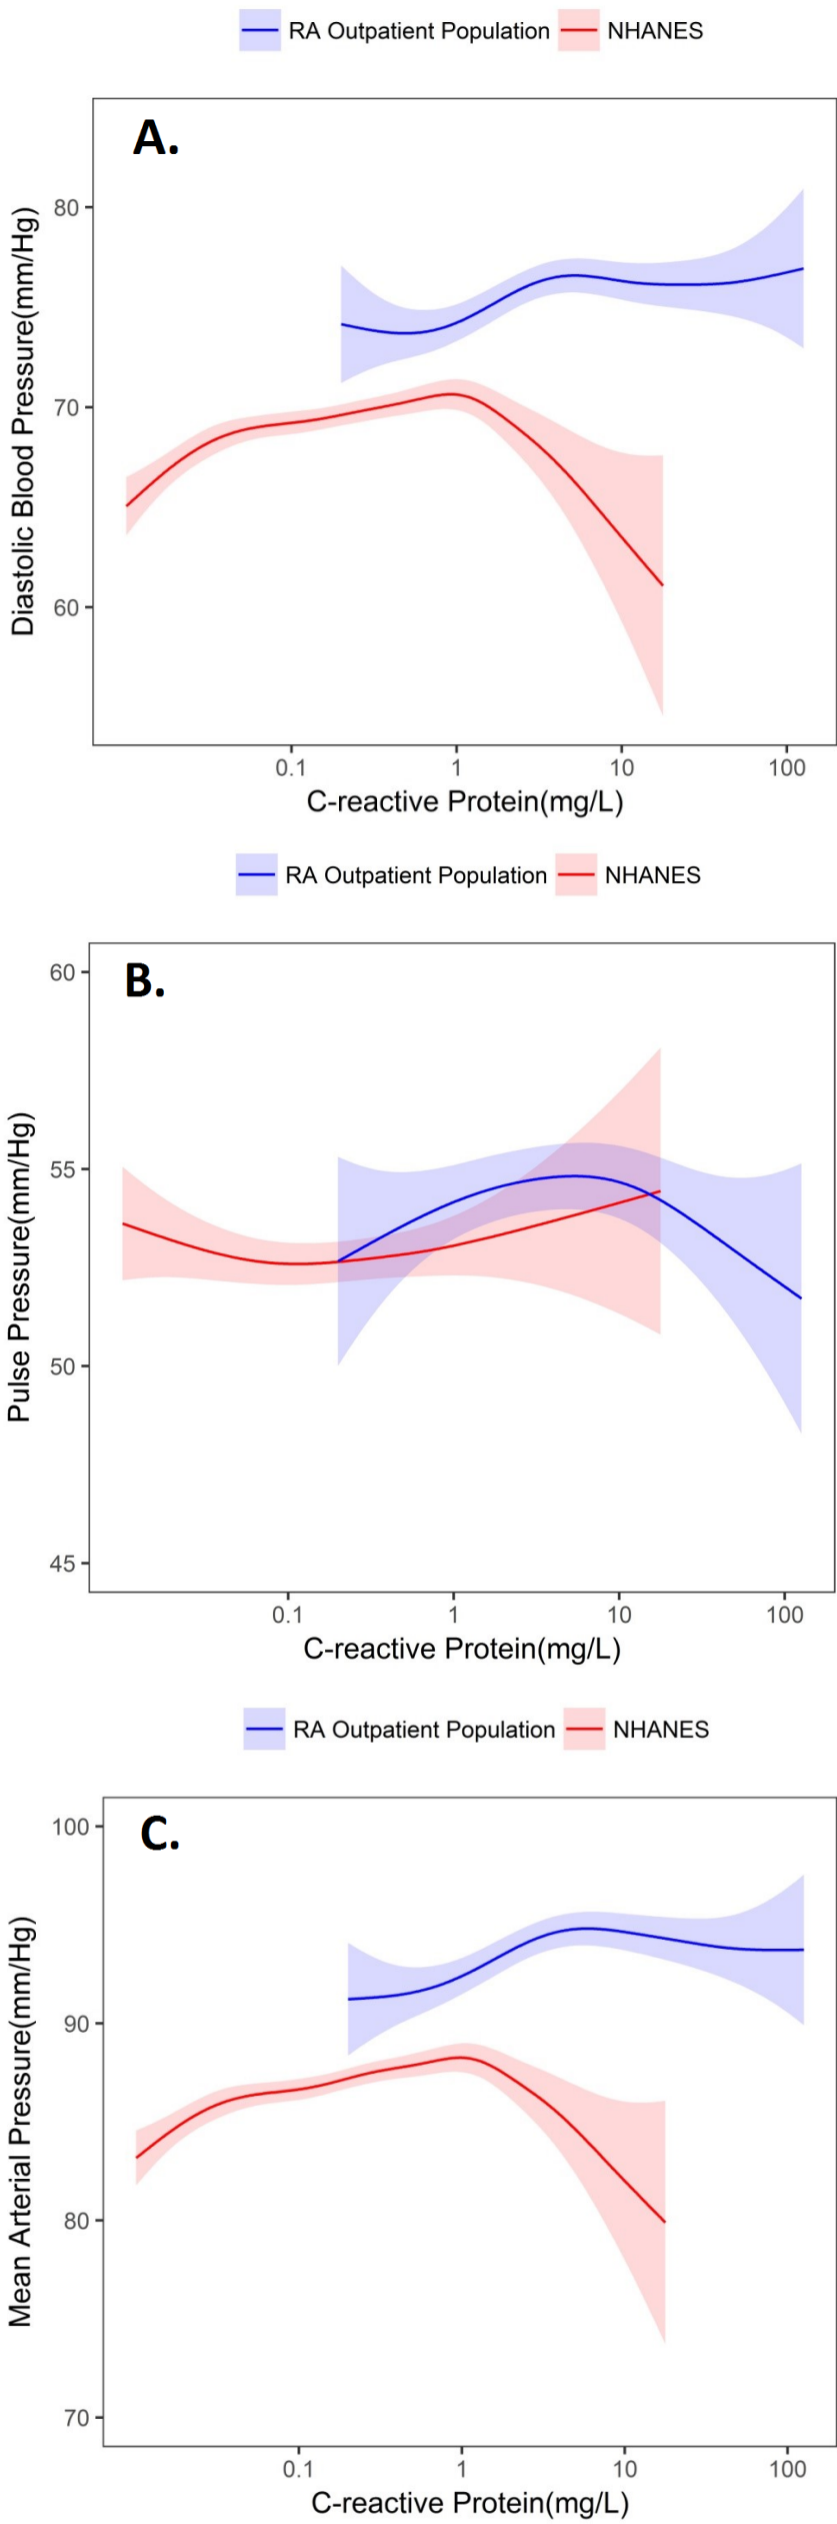 RA Outpatient Population NHANES
A.
Diastolic Blood Pressure(mm/Hg)
80
70
60
0.1 1 10 100
C-reactive Protein(mg/L)
RA Outpatient Population NHANES
B.
Pulse Pressure(mm/Hg)
60
55
50
45
0.1 1 10 100
C-reactive Protein(mg/L)
RA Outpatient Population NHANES
C.
Mean Arterial Pressure(mm/Hg)
100
90
80
70
0.1 1 10 100
C-reactive Protein(mg/L)